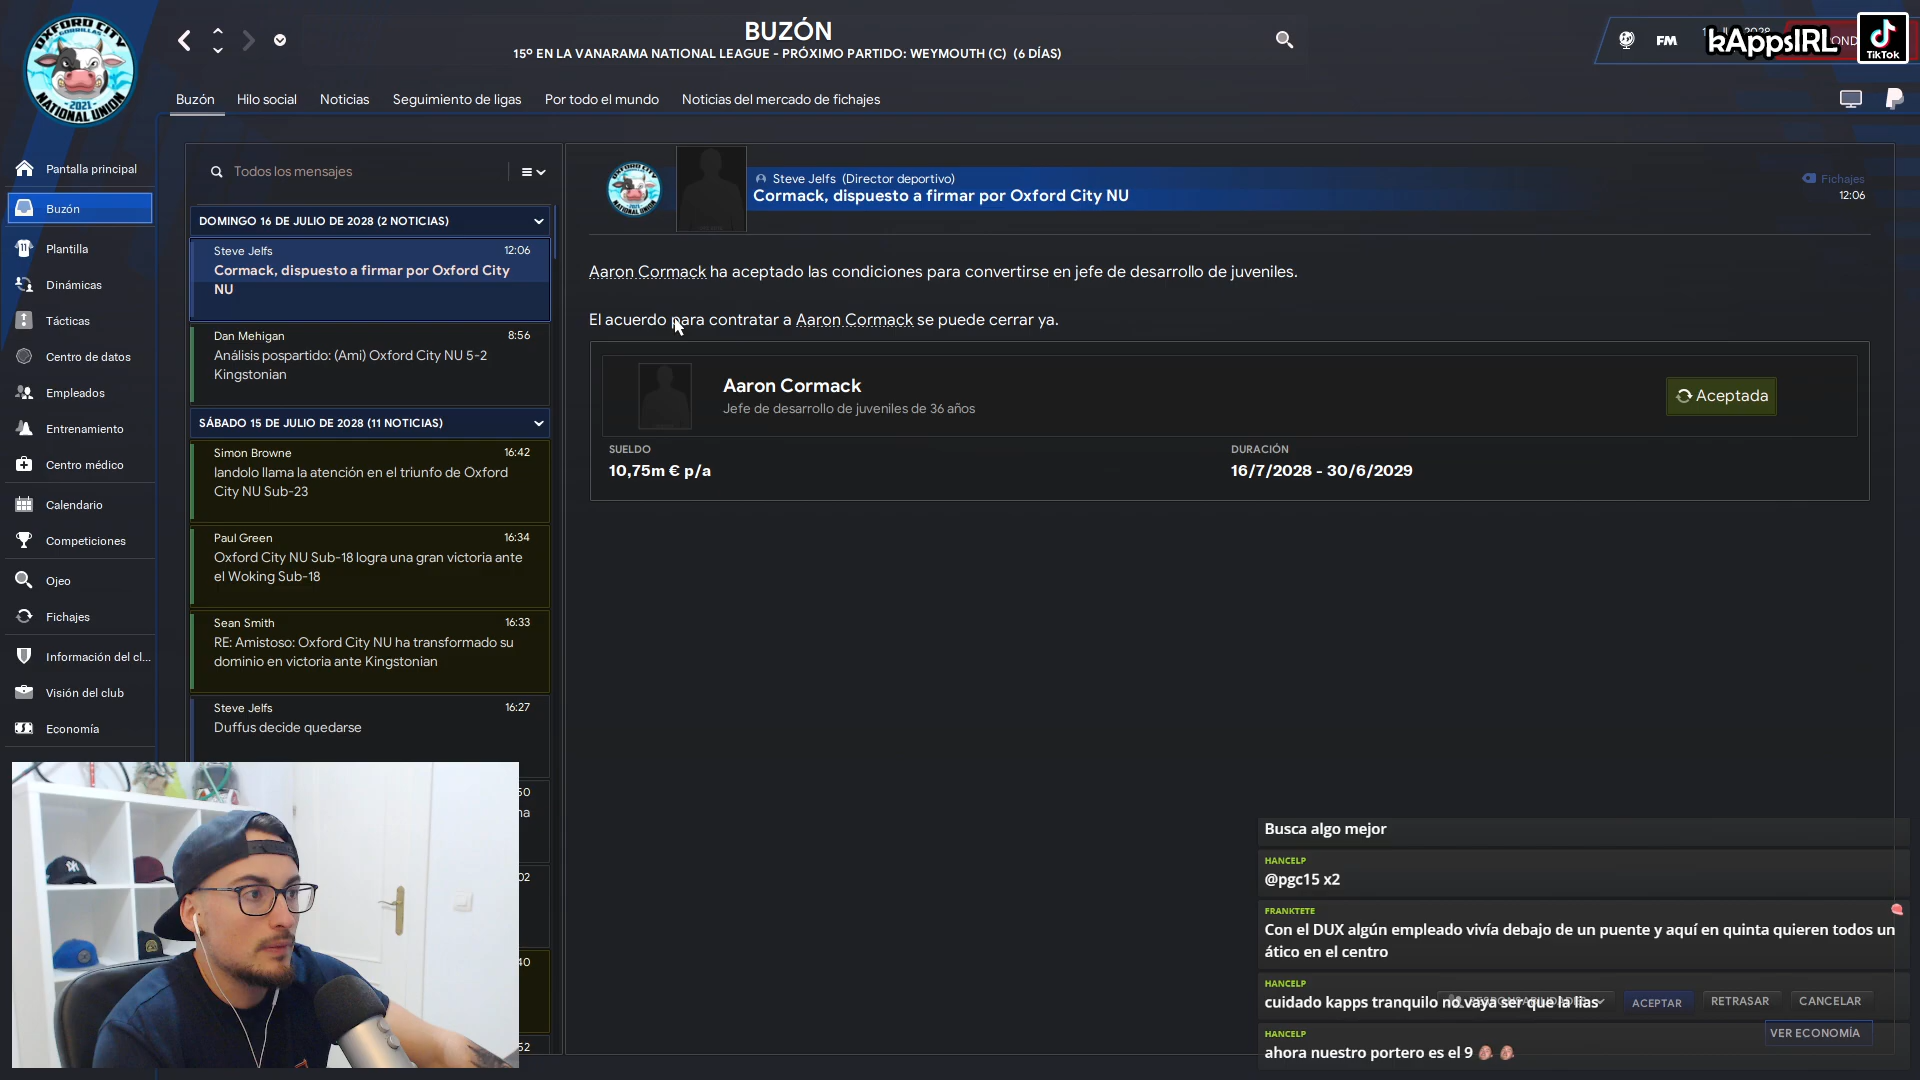 OXFORD CITY
GORRILLAS
-2021-
NATIONAL UNION
BUZÓN
15º EN LA VANARAMA NATIONAL LEAGUE - PRÓXIMO PARTIDO: WEYMOUTH (C) (6 DÍAS)
FM
kAppsIRL
TikTok
Buzón
Hilo social
Noticias
Seguimiento de ligas
Por todo el mundo
Noticias del mercado de fichajes
Pantalla principal
Buzón
Plantilla
Dinámicas
Tácticas
Centro de datos
Empleados
Entrenamiento
Centro médico
Calendario
Competiciones
Ojeo
Fichajes
Información del cl...
Visión del club
Economía
Todos los mensajes
DOMINGO 16 DE JULIO DE 2028 (2 NOTICIAS)
Steve Jelfs 12:06
Cormack, dispuesto a firmar por Oxford City
NU
Dan Mehigan 8:56
Análisis pospartido: (Ami) Oxford City NU 5-2
Kingstonian
SÁBADO 15 DE JULIO DE 2028 (11 NOTICIAS)
Simon Browne 16:42
Iandolo llama la atención en el triunfo de Oxford
City NU Sub-23
Paul Green 16:34
Oxford City NU Sub-18 logra una gran victoria ante
el Woking Sub-18
Sean Smith 16:33
RE: Amistoso: Oxford City NU ha transformado su
dominio en victoria ante Kingstonian
Steve Jelfs 16:27
Duffus decide quedarse
Steve Jelfs (Director deportivo)
Cormack, dispuesto a firmar por Oxford City NU
Fichajes
12:06
Aaron Cormack ha aceptado las condiciones para convertirse en jefe de desarrollo de juveniles.
El acuerdo para contratar a Aaron Cormack se puede cerrar ya.
Aaron Cormack
Jefe de desarrollo de juveniles de 36 años
Aceptada
SUELDO
10,75m € p/a
DURACIÓN
16/7/2028 - 30/6/2029
Busca algo mejor
HANCELP
@pgc15 x2
FRANKTETE
Con el DUX algún empleado vivía debajo de un puente y aquí en quinta quieren todos un
ático en el centro
HANCELP
cuidado kapps tranquilo no vaya ser que la lias
ACEPTAR
RETRASAR
CANCELAR
VER ECONOMÍA
HANCELP
ahora nuestro portero es el 9